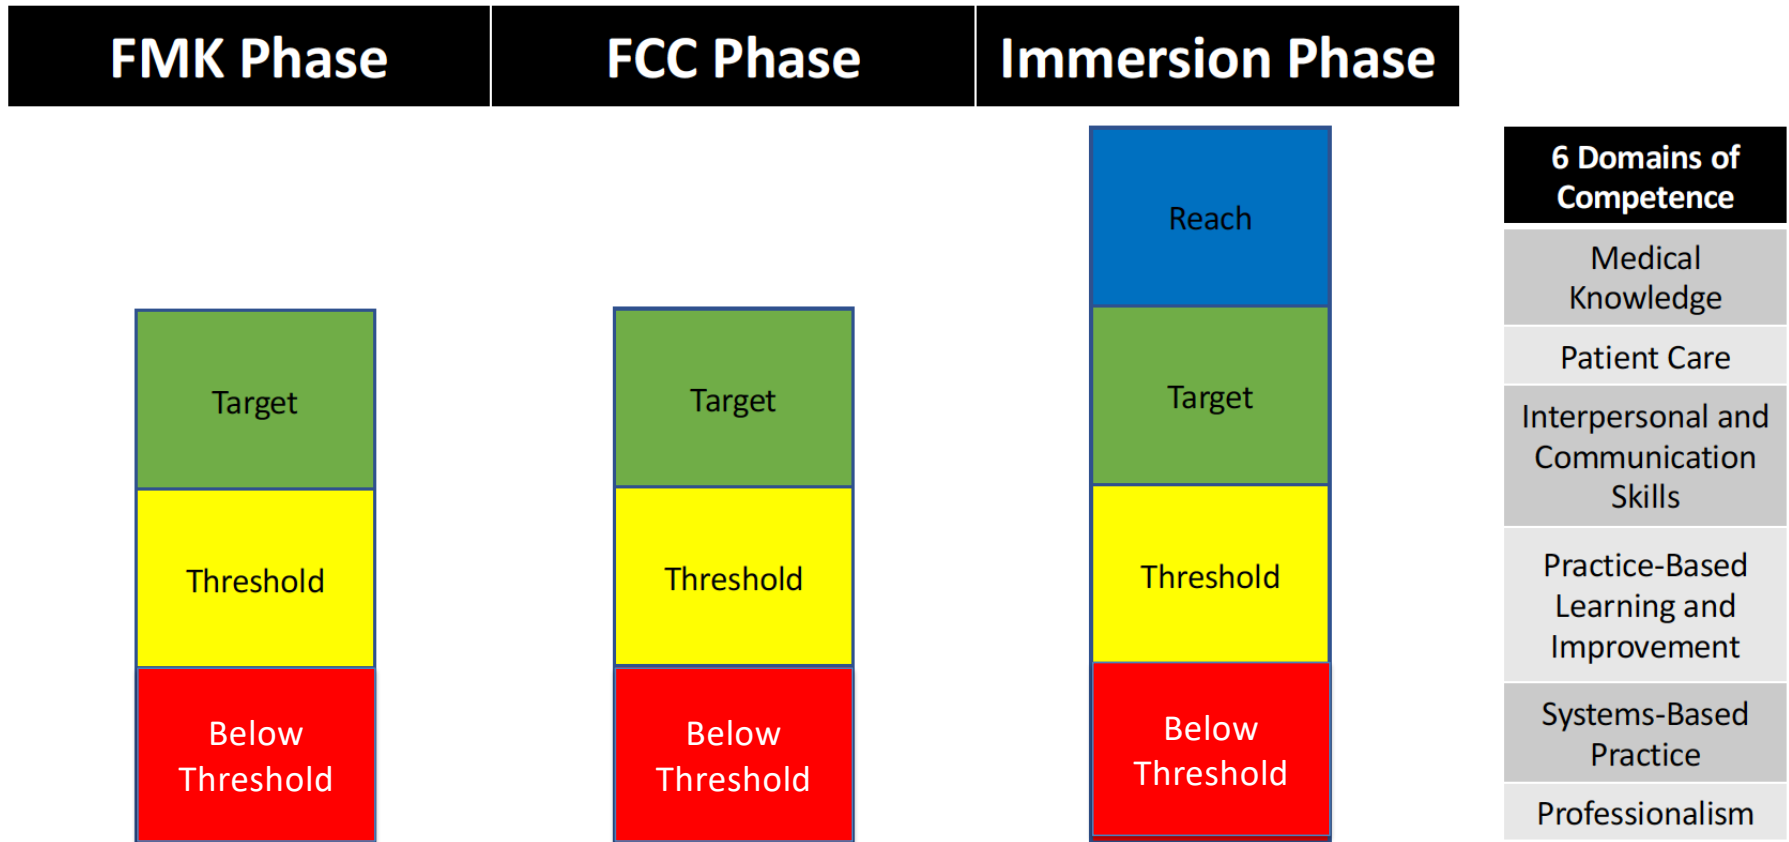 FMK Phase
FCC Phase
Immersion Phase
Target
Threshold
Below
Threshold
Target
Threshold
Below
Threshold
Reach
Target
Threshold
Below
Threshold
6 Domains of
Competence
Medical
Knowledge
Patient Care
Interpersonal and
Communication
Skills
Practice-Based
Learning and
Improvement
Systems-Based
Practice
Professionalism